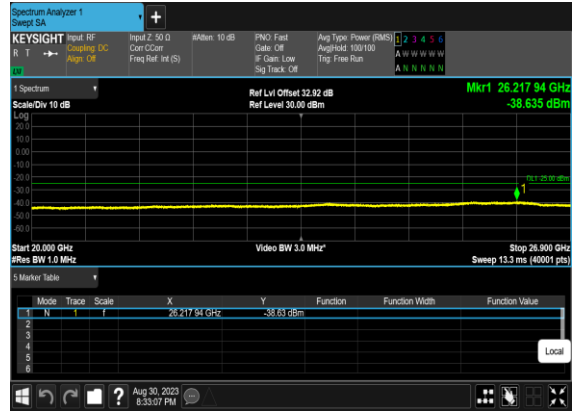 Spectrum Analyzer 1
Swept SA
+
KEYSIGHT Input: RF Input Z: 50 Ω #Atten: 10 dB PNO: Fast Avg Type: Power (RMS) 1 2 3 4 5 6
R T Coupling: DC Corr CCorr Gate: Off Avg|Hold: 100/100 A W W W W W
Align: Off Freq Ref: Int (S) IF Gain: Low Trig: Free Run
Sig Track: Off A N N N N N
1 Spectrum Ref Lvl Offset 32.92 dB Mkr1 26.217 94 GHz
Scale/Div 10 dB Ref Level 30.00 dBm -38.635 dBm
Log
20.0
10.0
0.00
-10.0
-20.0
DL1 -25.00 dBm
-30.0
1
-40.0
-50.0
-60.0
Start 20.000 GHz Video BW 3.0 MHz* Stop 26.900 GHz
#Res BW 1.0 MHz Sweep 13.3 ms (40001 pts)
5 Marker Table
Mode Trace Scale X Y Function Function Width Function Value
1 N 1 f 26.217 94 GHz -38.63 dBm
2
3
4
5
6
Local
? Aug 30, 2023
8:33:07 PM